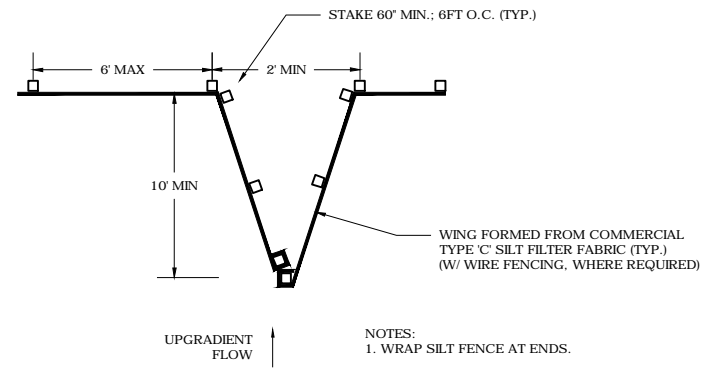 STAKE 60" MIN.; 6FT O.C. (TYP.)
6' MAX
2' MIN
10' MIN
WING FORMED FROM COMMERCIAL
TYPE 'C' SILT FILTER FABRIC (TYP.)
(W/ WIRE FENCING, WHERE REQUIRED)
UPGRADIENT
FLOW
NOTES:
1. WRAP SILT FENCE AT ENDS.